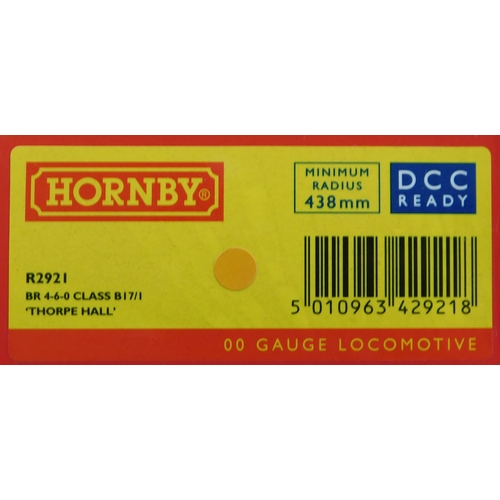 HORNBY®
MINIMUM
RADIUS
438mm
DCC
READY
R2921
BR 4-6-0 CLASS B17/1
'THORPE HALL'
5 010963 429218
00 GAUGE LOCOMOTIVE